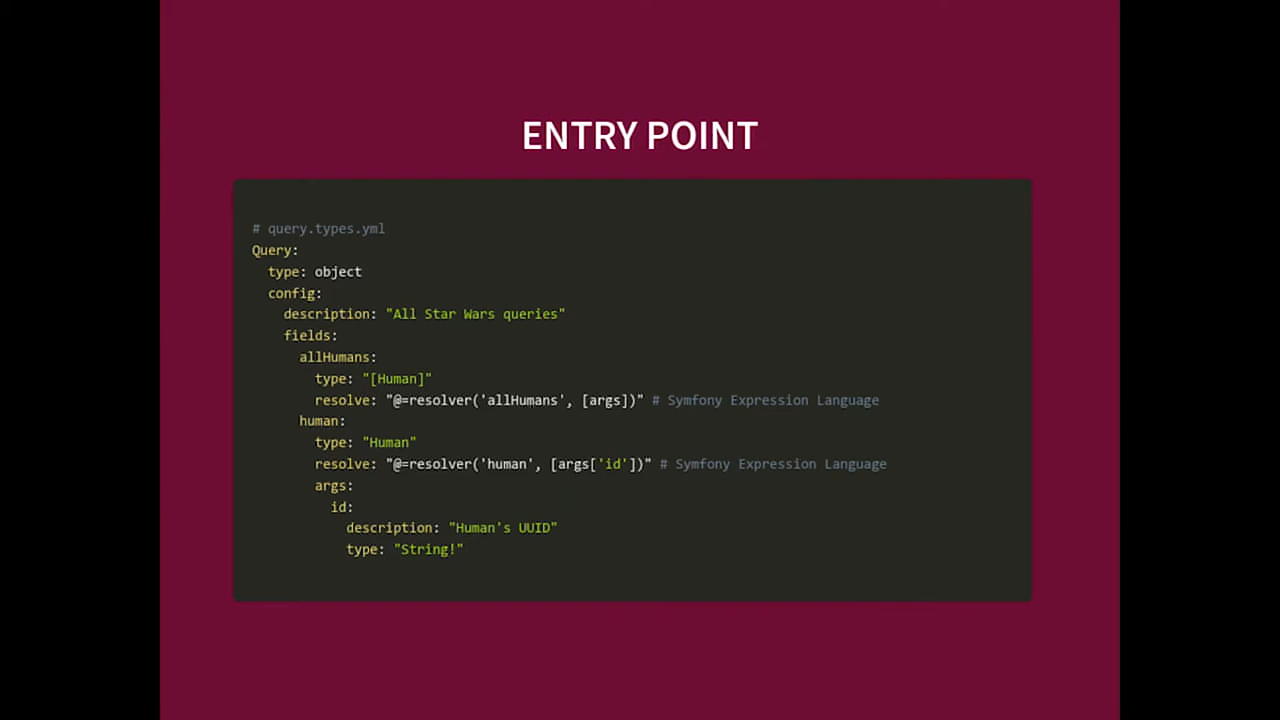 ENTRY POINT
# query.types.yml
Query:
  type: object
  config:
    description: "All Star Wars queries"
    fields:
      allHumans:
        type: "[Human]"
        resolve: "@=resolver('allHumans', [args])" # Symfony Expression Language
      human:
        type: "Human"
        resolve: "@=resolver('human', [args['id'])" # Symfony Expression Language
        args:
          id:
            description: "Human's UUID"
            type: "String!"